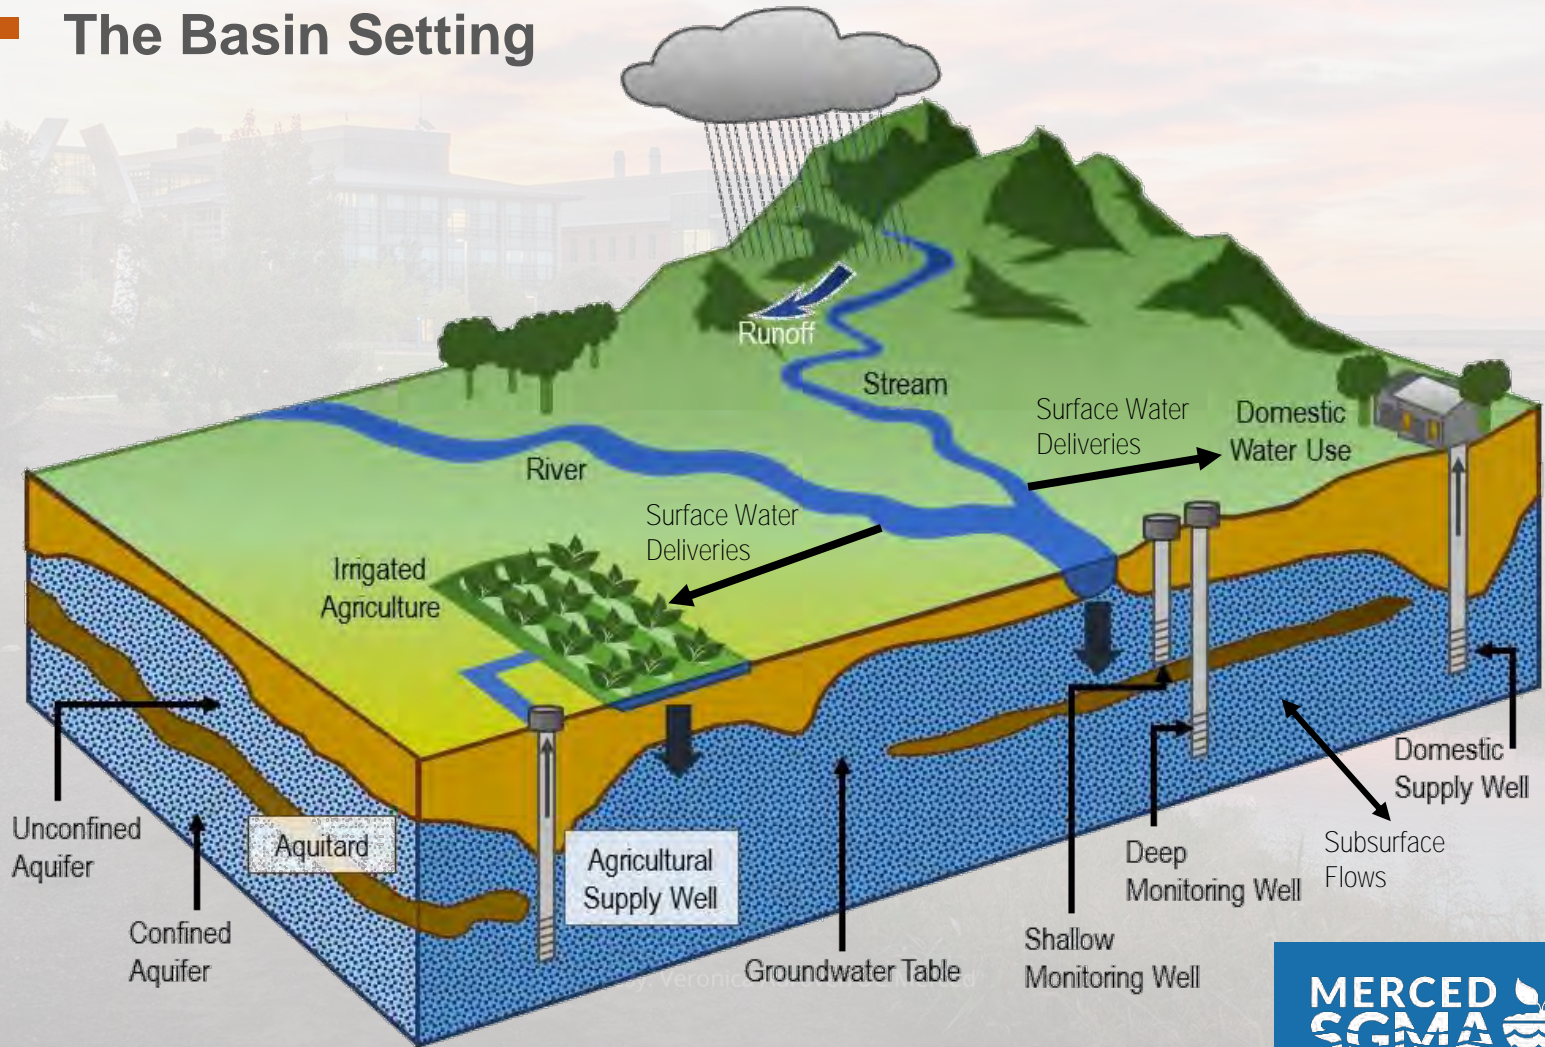 The Basin Setting
Runoff
Stream
Surface Water
Deliveries
Domestic
Water Use
River
Surface Water
Deliveries
Irrigated
Agriculture
Unconfined
Aquifer
Aquitard
Confined
Aquifer
Agricultural
Supply Well
Groundwater Table
Shallow
Monitoring Well
Deep
Monitoring Well
Subsurface
Flows
Domestic
Supply Well
MERCED
SGMA